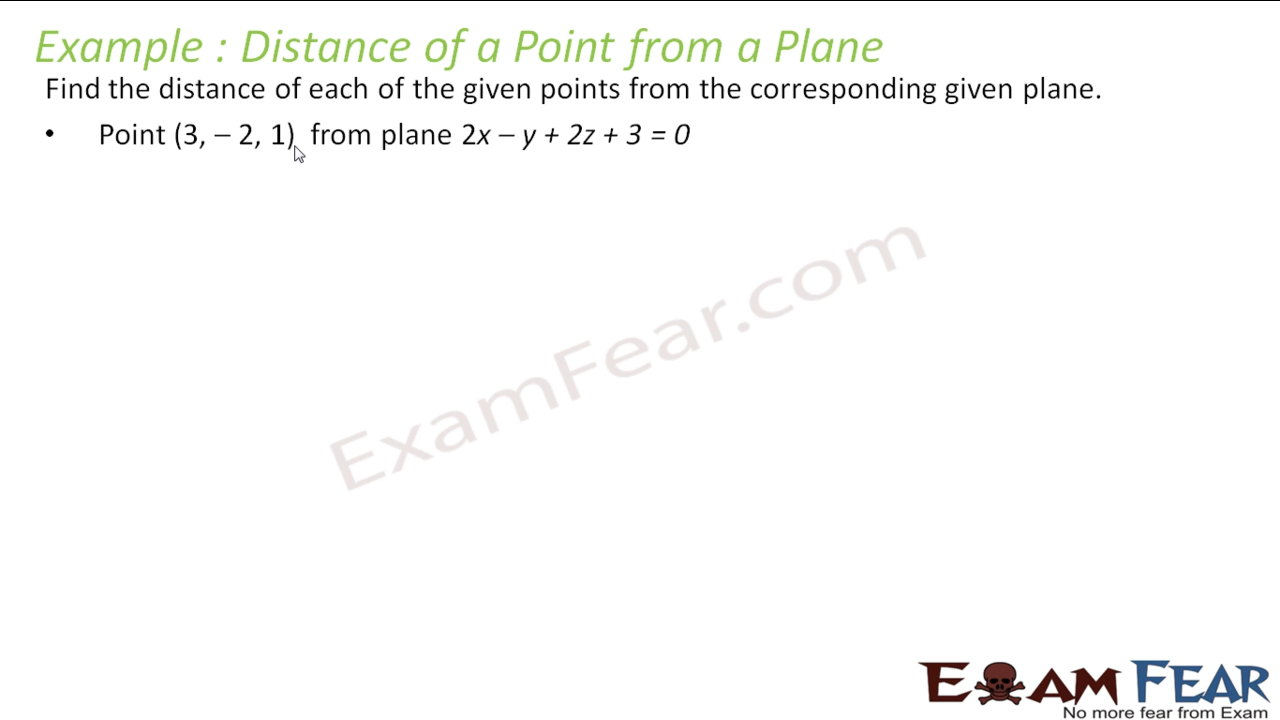 Example : Distance of a Point from a Plane
Find the distance of each of the given points from the corresponding given plane.
• Point (3, – 2, 1) from plane 2x – y + 2z + 3 = 0
ExamFear.com
EXAM FEAR
No more fear from Exam